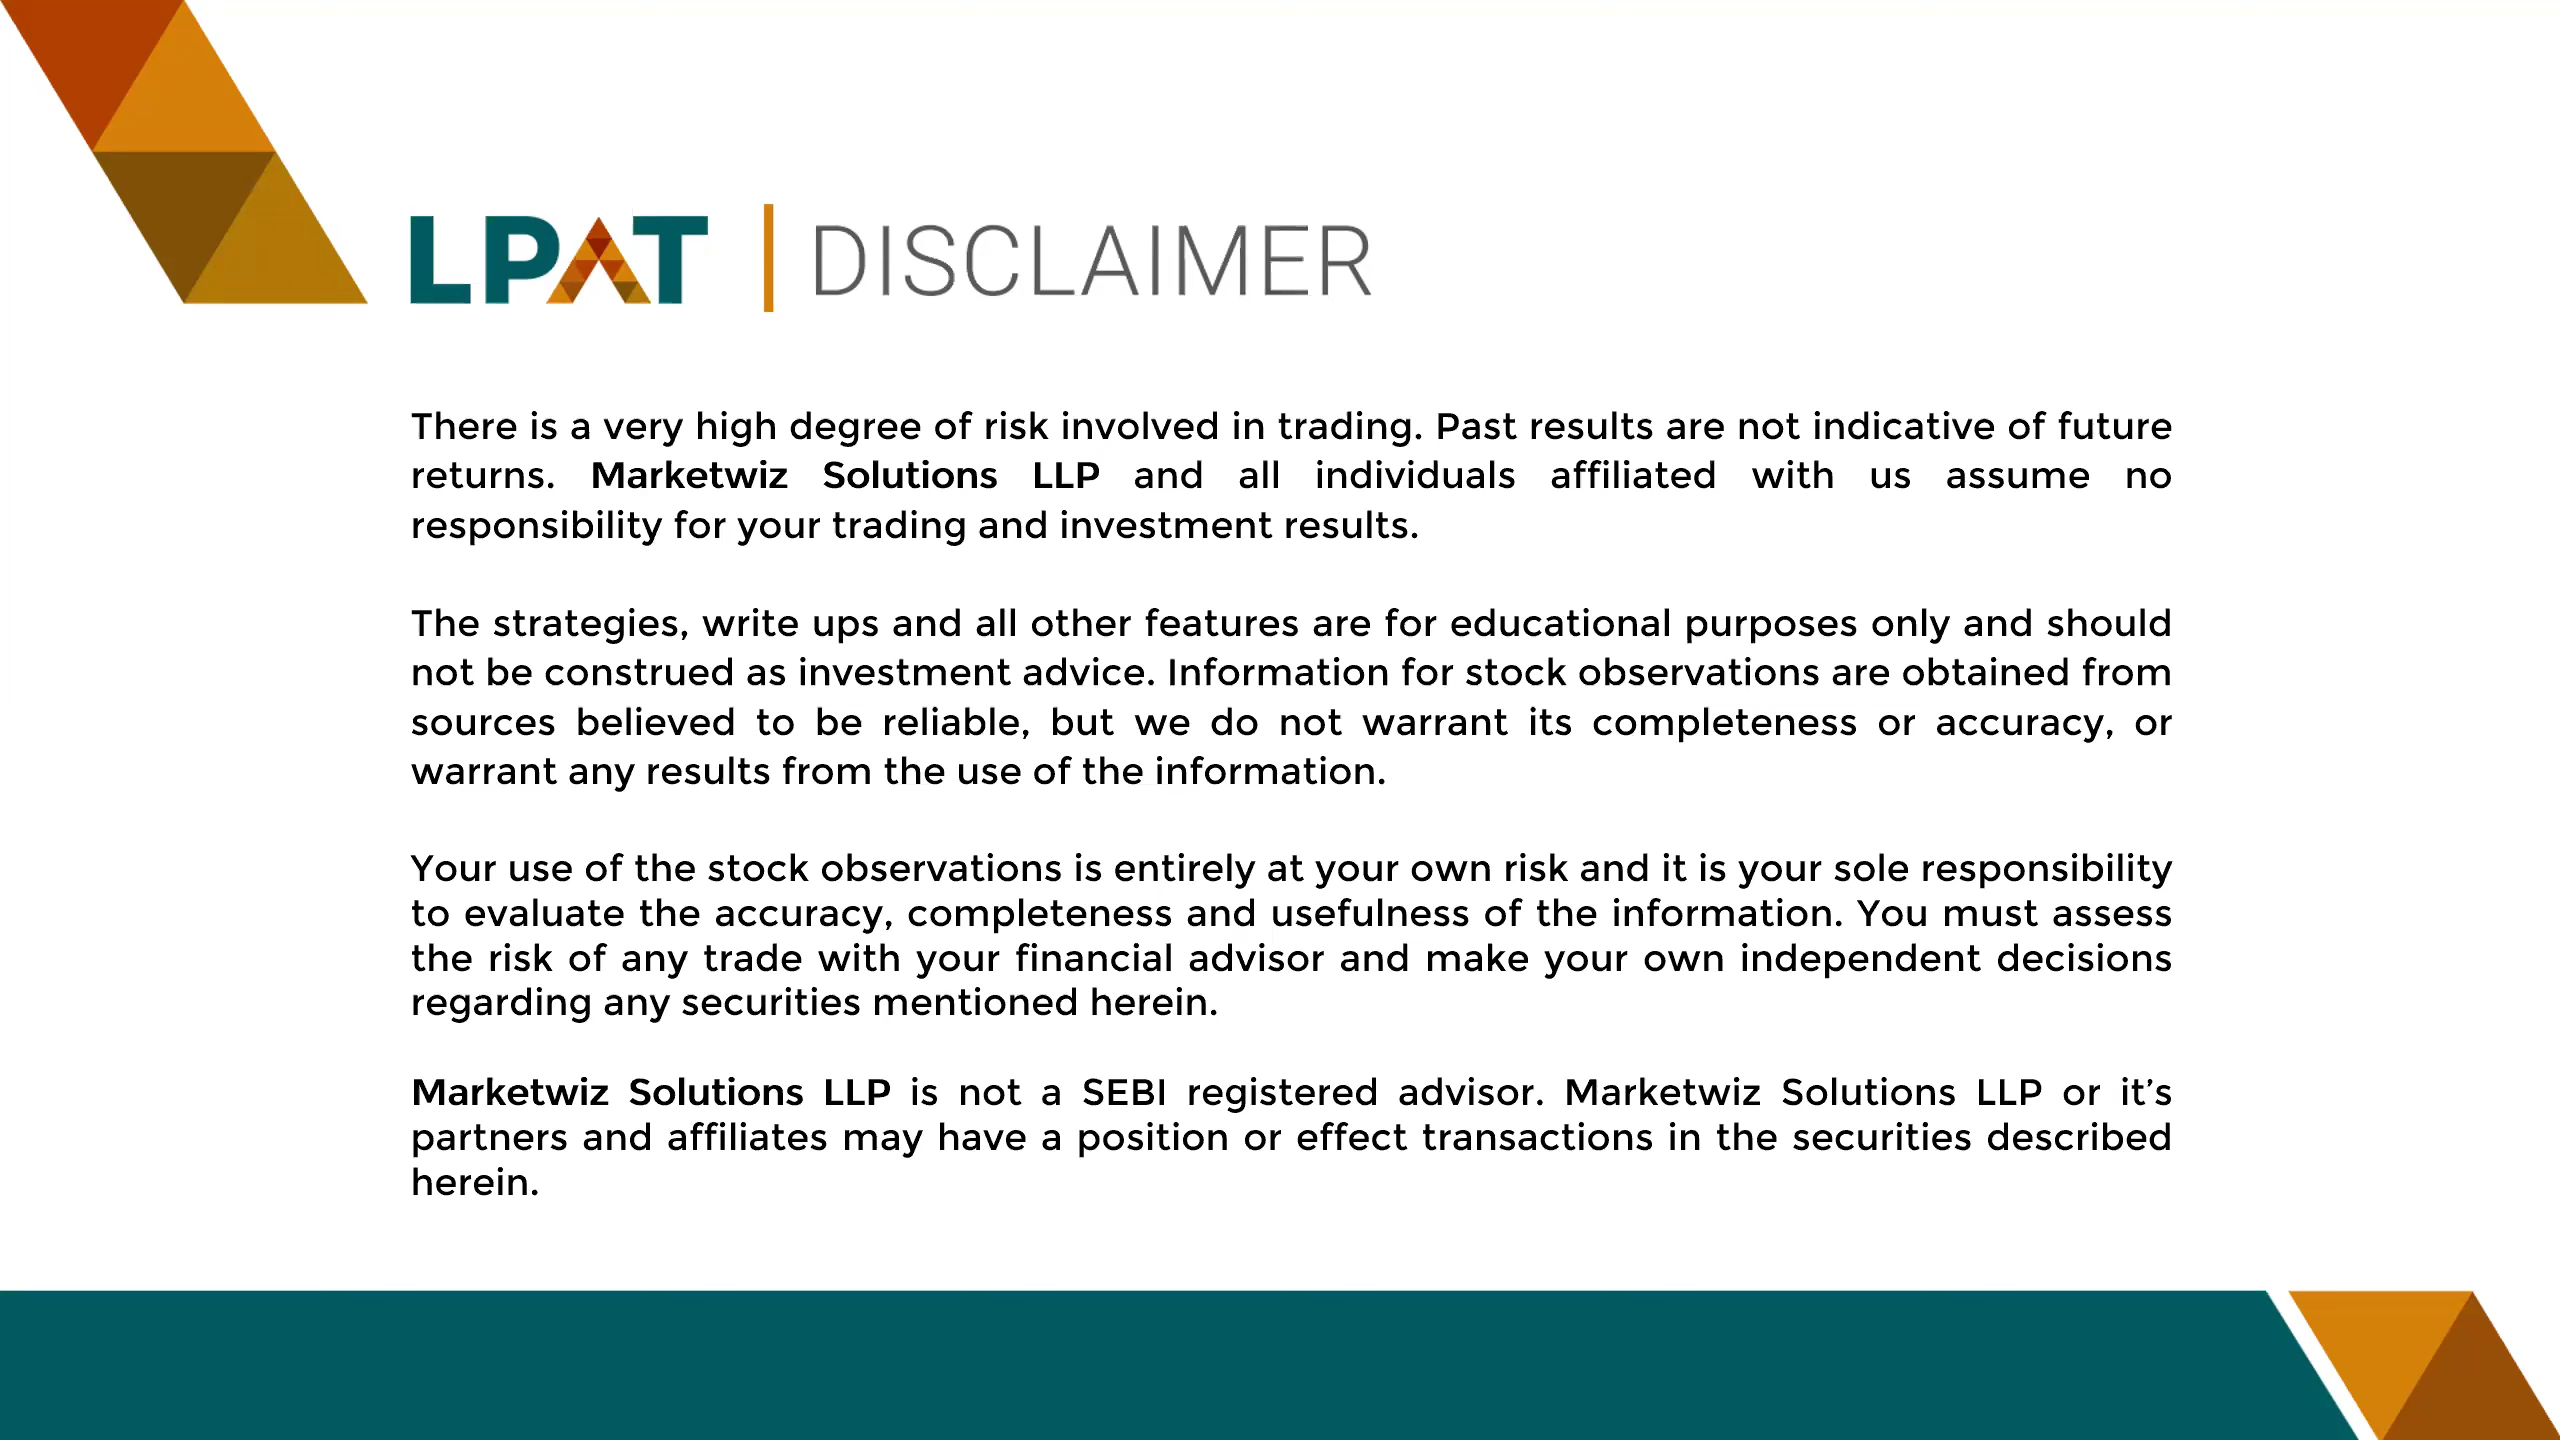 LPAT | DISCLAIMER
There is a very high degree of risk involved in trading. Past results are not indicative of future
returns. Marketwiz Solutions LLP and all individuals affiliated with us assume no
responsibility for your trading and investment results.
The strategies, write ups and all other features are for educational purposes only and should
not be construed as investment advice. Information for stock observations are obtained from
sources believed to be reliable, but we do not warrant its completeness or accuracy, or
warrant any results from the use of the information.
Your use of the stock observations is entirely at your own risk and it is your sole responsibility
to evaluate the accuracy, completeness and usefulness of the information. You must assess
the risk of any trade with your financial advisor and make your own independent decisions
regarding any securities mentioned herein.
Marketwiz Solutions LLP is not a SEBI registered advisor. Marketwiz Solutions LLP or it’s
partners and affiliates may have a position or effect transactions in the securities described
herein.